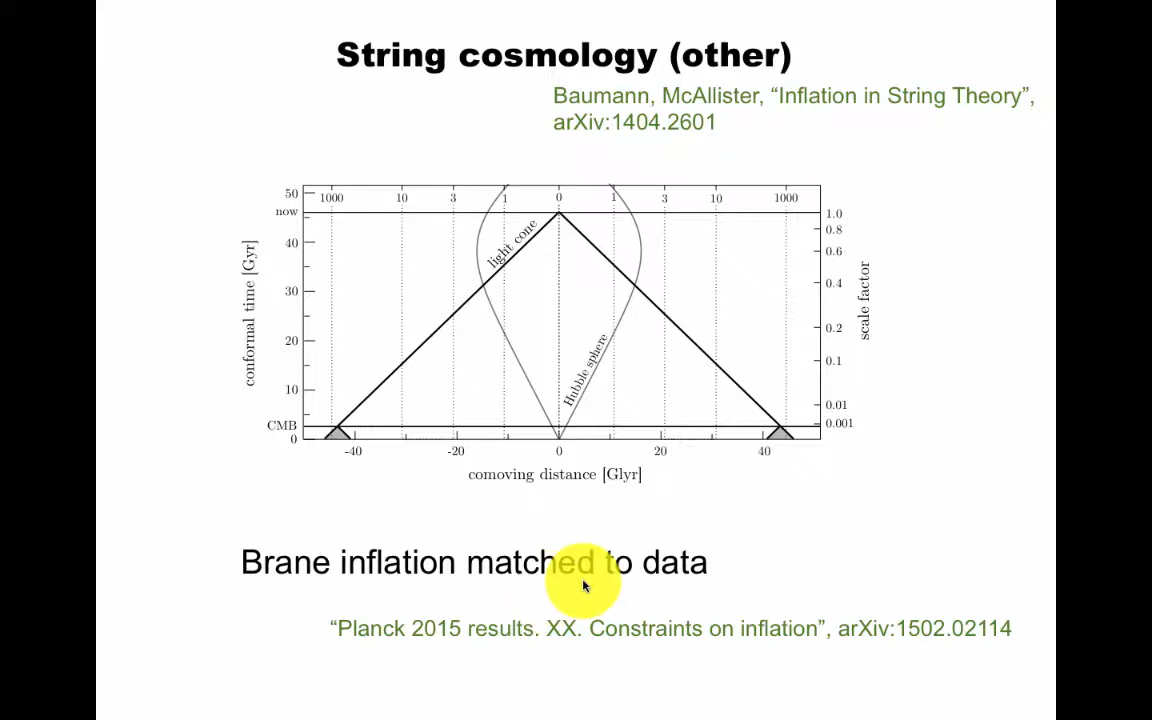 String cosmology (other)
Baumann, McAllister, “Inflation in String Theory”,
arXiv:1404.2601
50
1000 10 3 1 0 1 3 10 1000
now
1.0
0.8
40
0.6
light cone
30
0.4
conformal time [Gyr]
scale factor
20
0.2
Hubble sphere
0.1
10
0.01
CMB
0.001
0
-40 -20 0 20 40
comoving distance [Glyr]
Brane inflation matched to data
“Planck 2015 results. XX. Constraints on inflation”, arXiv:1502.02114